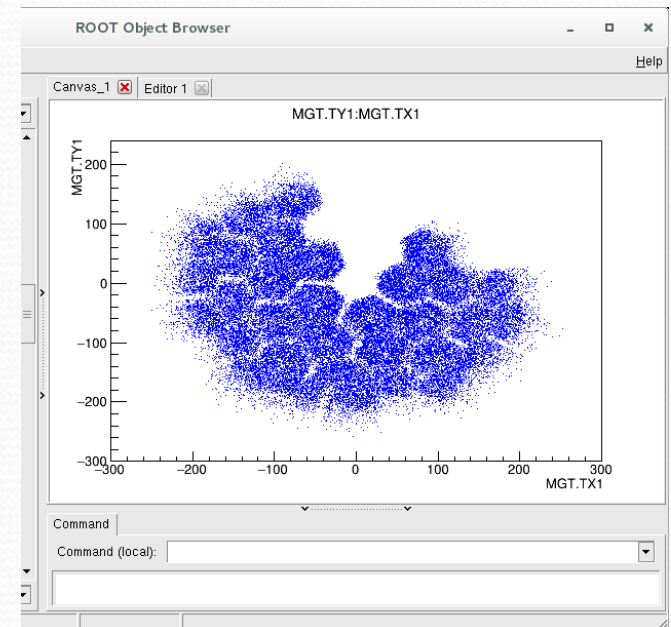 ROOT Object Browser
Help
Canvas_1 Editor 1
MGT.TY1:MGT.TX1
MGT.TY1
200
100
0
−100
−200
−300
−300 −200 −100 0 100 200 300
MGT.TX1
Command
Command (local):